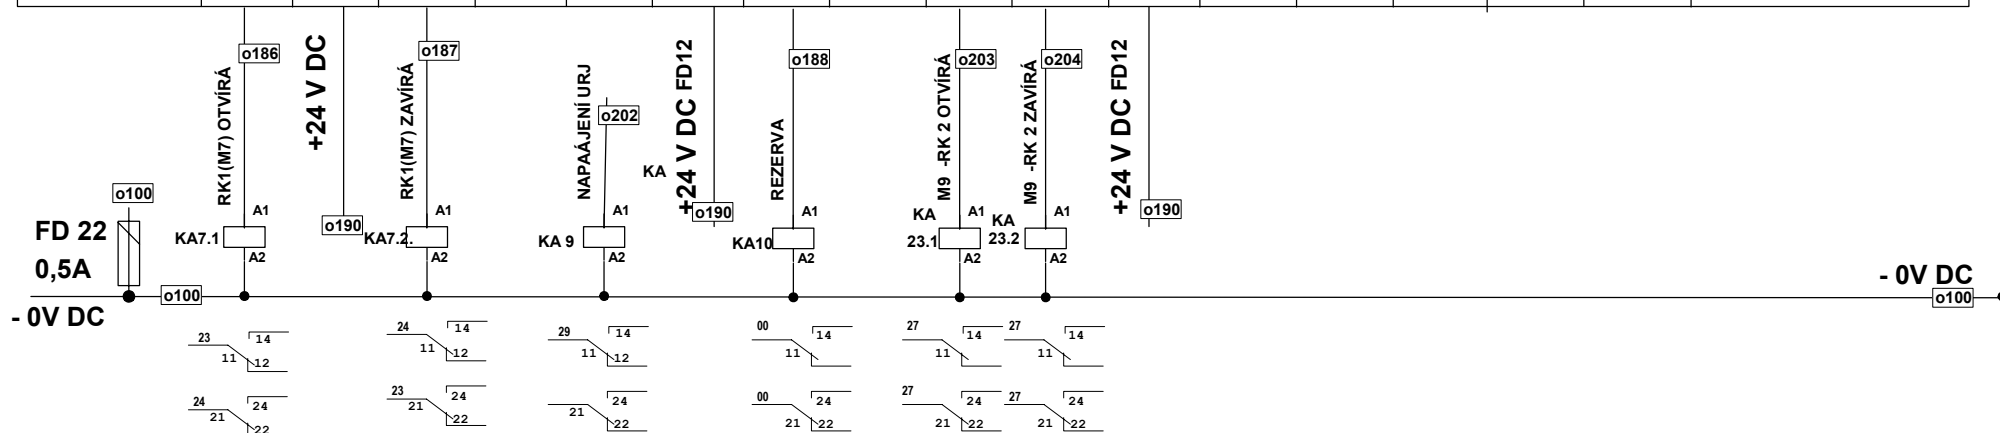 o186
RK1(M7) OTVÍRÁ
+24 V DC
o187
RK1(M7) ZAVÍRÁ
NAPAÁJENÍ URJ
o202
KA
+24 V DC FD12
o188
REZERVA
o203
M9 -RK 2 OTVÍRÁ
o204
M9 -RK 2 ZAVÍRÁ
+24 V DC FD12
o100
FD 22
0,5A
- 0V DC
o100
KA7.1
A1
A2
o190
KA7.2.
A1
A2
KA 9
A1
A2
o190
KA10
A1
A2
KA
23.1
A1
A2
KA
23.2
A1
A2
o190
- 0V DC
o100
23
14
11
12
24
14
11
12
29
14
11
12
00
14
11
27
14
11
27
14
11
24
24
21
22
23
24
21
22
24
21
22
00
24
21
22
27
24
21
22
27
24
21
22